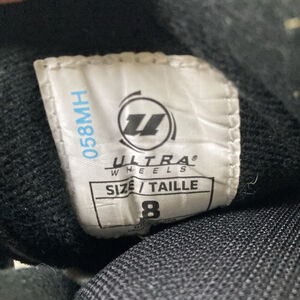 058MH
u
ULTRA®
WHEELS
SIZE / TAILLE
8